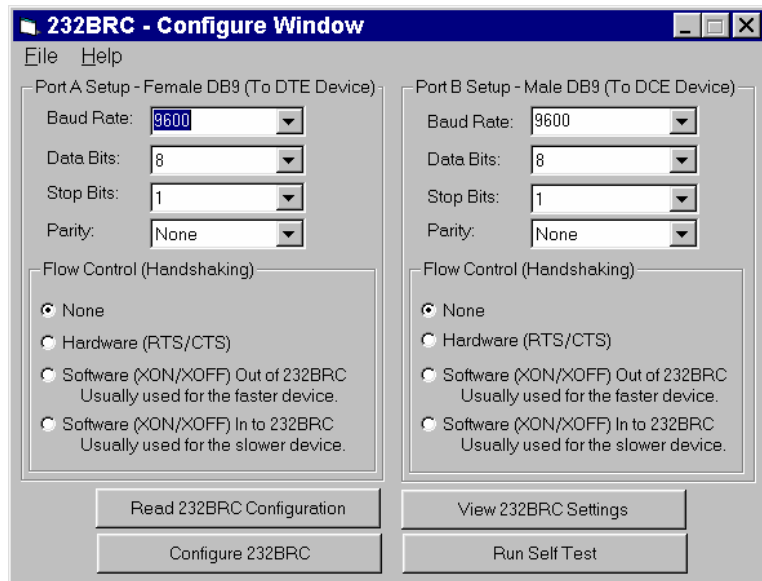 232BRC - Configure Window
File Help
Port A Setup - Female DB9 (To DTE Device)
Baud Rate: 9600
Data Bits: 8
Stop Bits: 1
Parity: None
Flow Control (Handshaking)
None
Hardware (RTS/CTS)
Software (XON/XOFF) Out of 232BRC
Usually used for the faster device.
Software (XON/XOFF) In to 232BRC
Usually used for the slower device.
Port B Setup - Male DB9 (To DCE Device)
Baud Rate: 9600
Data Bits: 8
Stop Bits: 1
Parity: None
Flow Control (Handshaking)
None
Hardware (RTS/CTS)
Software (XON/XOFF) Out of 232BRC
Usually used for the faster device.
Software (XON/XOFF) In to 232BRC
Usually used for the slower device.
Read 232BRC Configuration
View 232BRC Settings
Configure 232BRC
Run Self Test